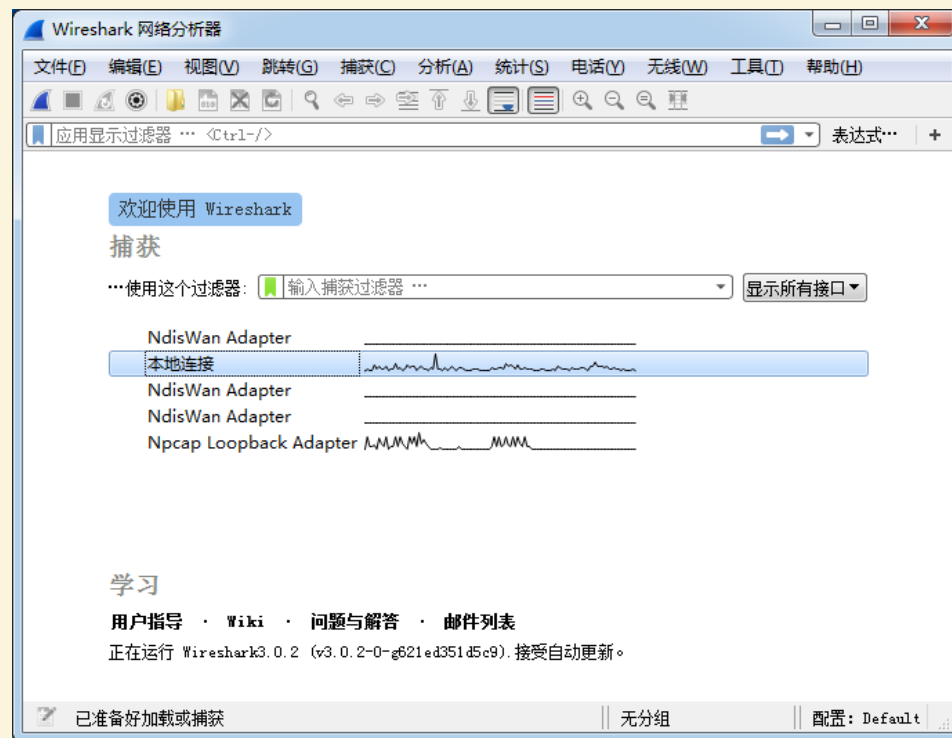 Wireshark 网络分析器
文件(F) 编辑(E) 视图(V) 跳转(G) 捕获(C) 分析(A) 统计(S) 电话(Y) 无线(W) 工具(T) 帮助(H)
应用显示过滤器 … <Ctrl-/> 表达式… +
欢迎使用 Wireshark
捕获
…使用这个过滤器: 输入捕获过滤器 … 显示所有接口
NdisWan Adapter
本地连接
NdisWan Adapter
NdisWan Adapter
Npcap Loopback Adapter
学习
用户指导 · Wiki · 问题与解答 · 邮件列表
正在运行 Wireshark3.0.2 (v3.0.2-0-g621ed351d5c9).接受自动更新。
已准备好加载或捕获 无分组 配置: Default